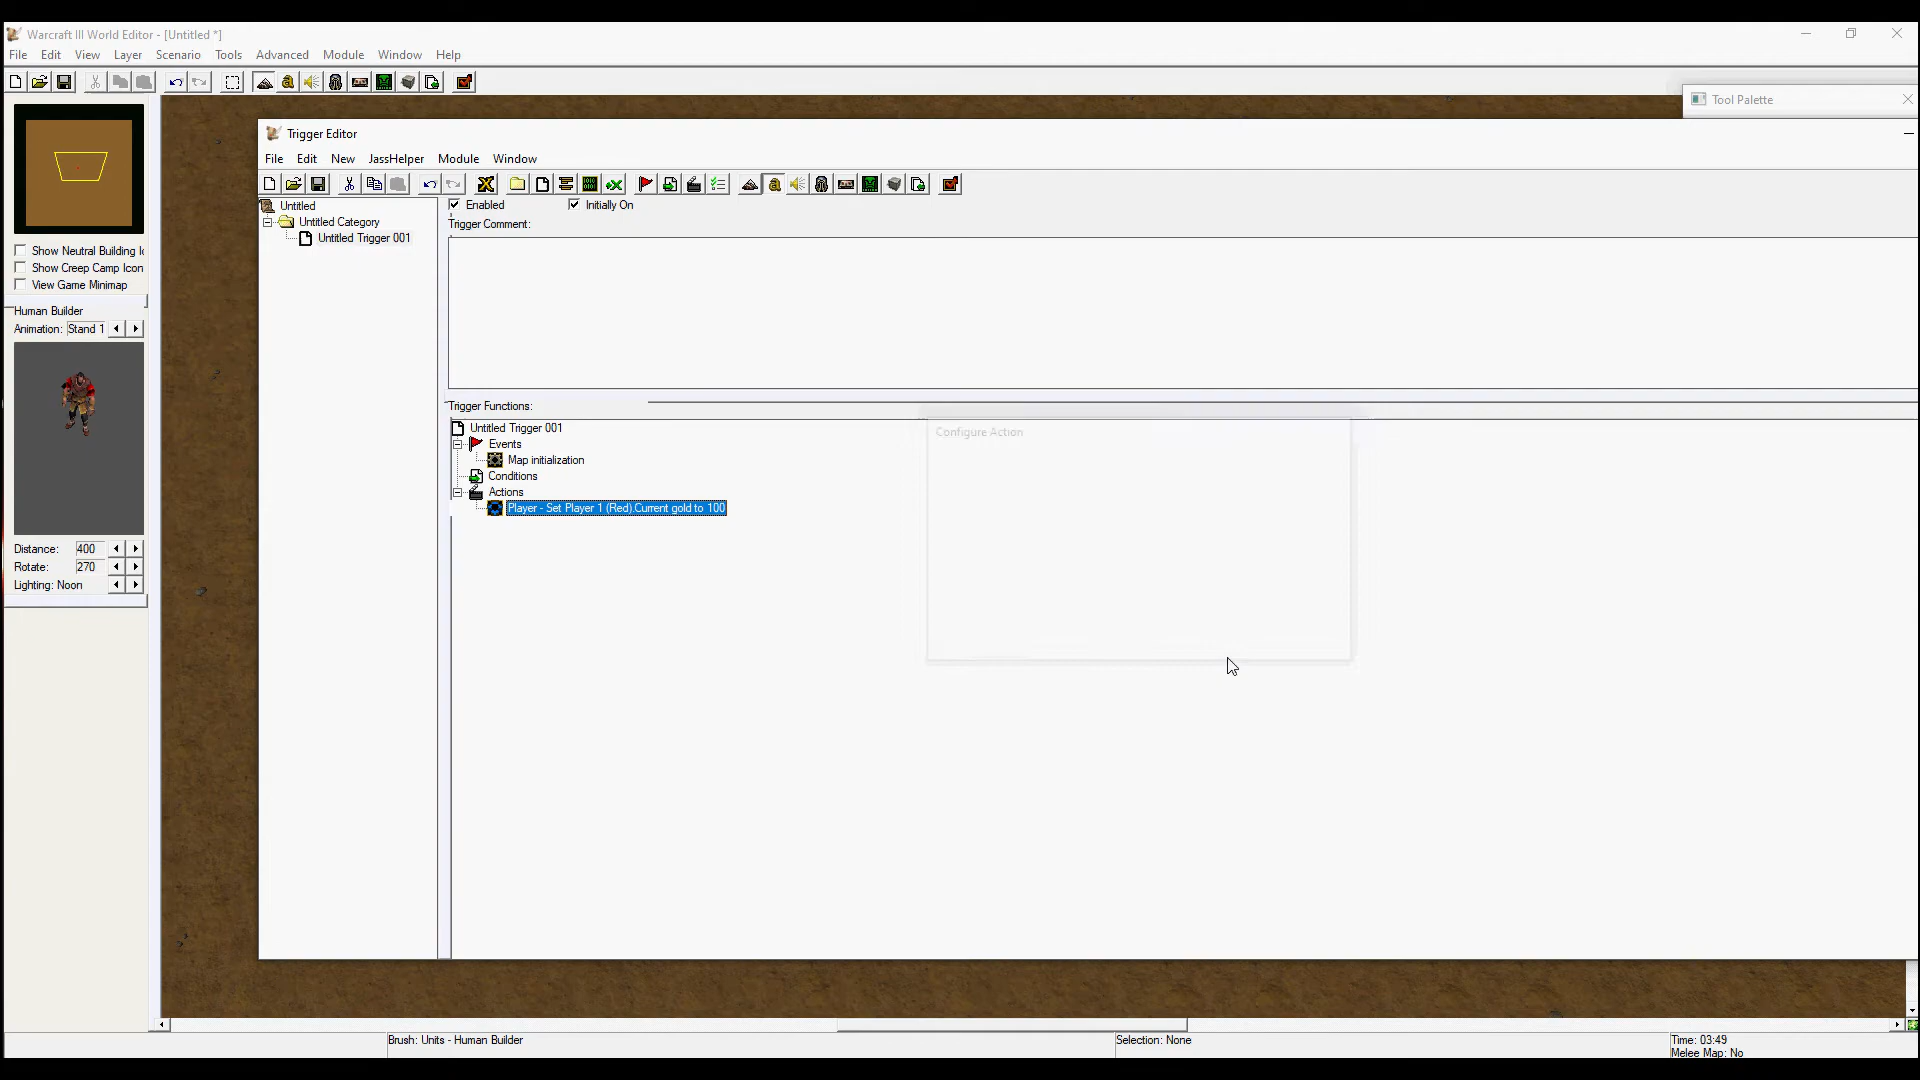 Warcraft III World Editor - [Untitled *]
File Edit View Layer Scenario Tools Advanced Module Window Help
Tool Palette
Trigger Editor
File Edit New JassHelper Module Window
Untitled
Untitled Category
Untitled Trigger 001
Enabled Initially On
Trigger Comment:
Show Neutral Building
Show Creep Camp Icon
View Game Minimap
Human Builder
Animation: Stand 1
Distance: 400
Rotate: 270
Lighting: Noon
Trigger Functions:
Untitled Trigger 001
Events
Map initialization
Conditions
Actions
Player - Set Player 1 (Red).Current gold to 100
Configure Action
Brush: Units - Human Builder
Selection: None
Time: 03:49
Melee Map: No